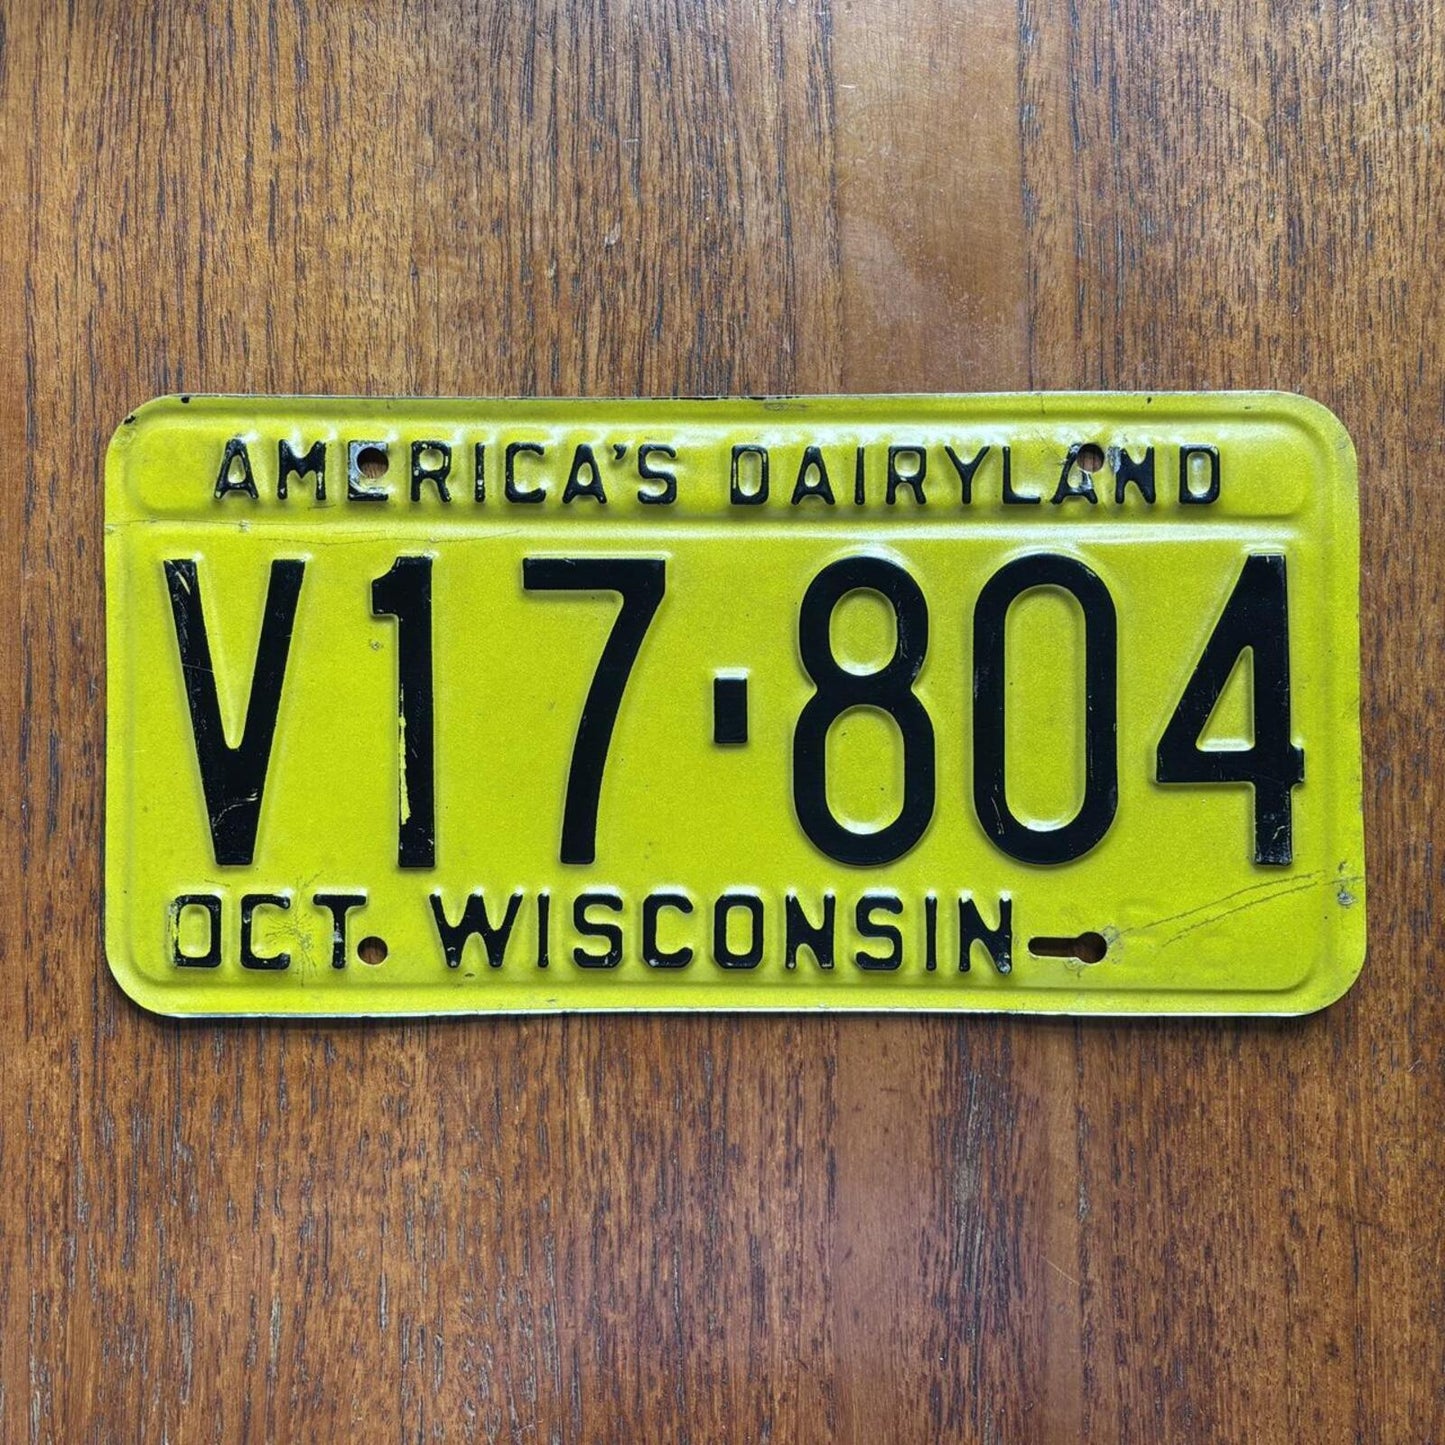 AMERICA'S DAIRYLAND
V17-804
OCT. WISCONSIN